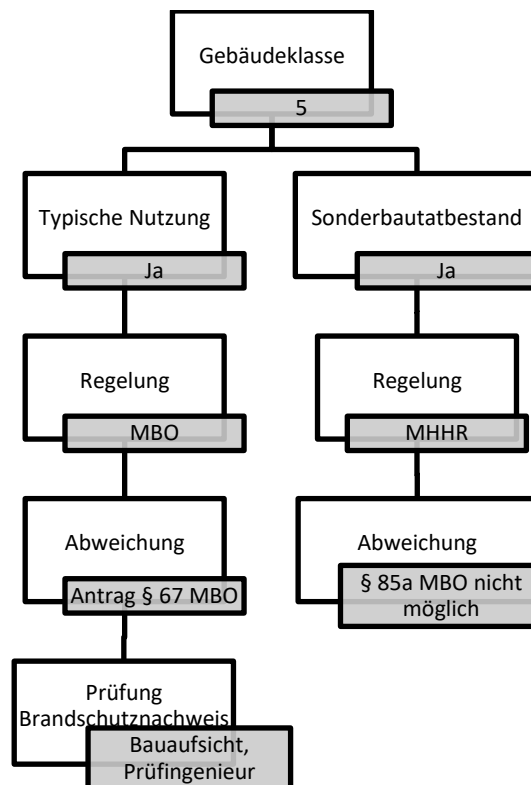 Gebäudeklasse
5
Typische Nutzung
Ja
Sonderbautatbestand
Ja
Regelung
MBO
Regelung
MHHR
Abweichung
Antrag § 67 MBO
Abweichung
§ 85a MBO nicht
möglich
Prüfung
Brandschutznachweis
Bauaufsicht,
Prüfingenieur